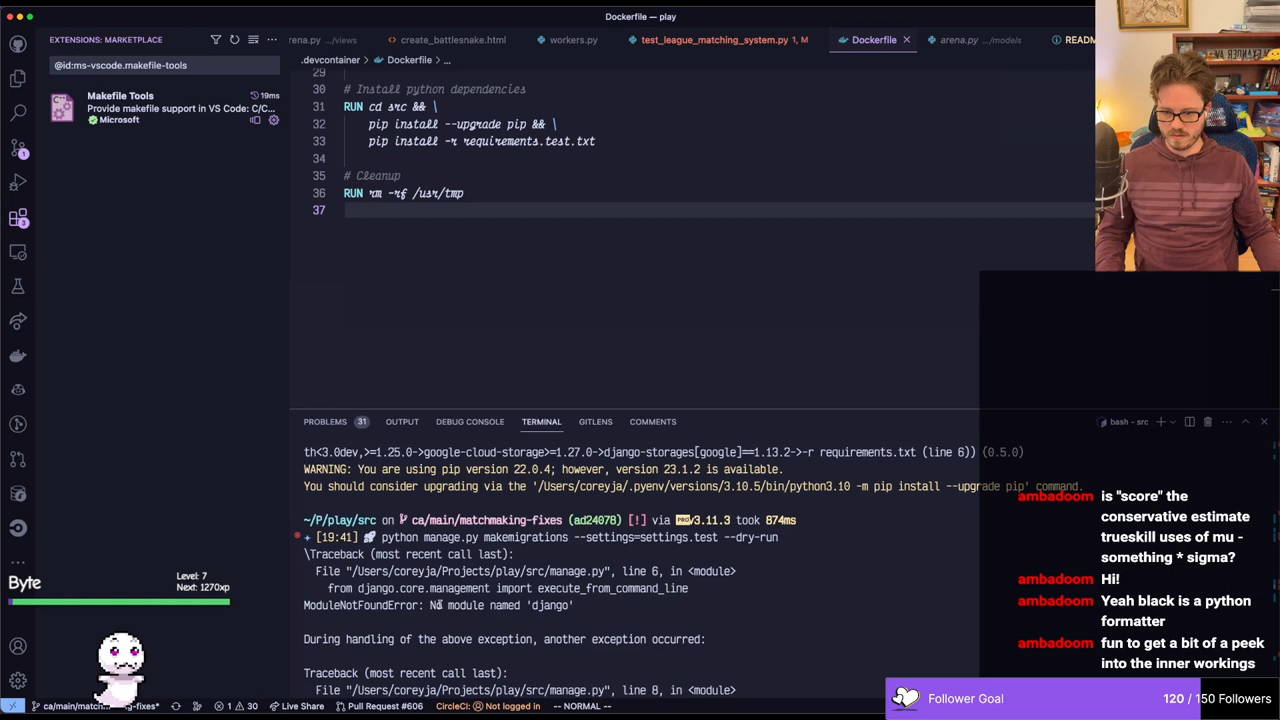 Dockerfile — play
EXTENSIONS: MARKETPLACE
@id:ms-vscode.makefile-tools
Makefile Tools
19ms
Provide makefile support in VS Code: C/C...
Microsoft
1
3
arena.py .../views
create_battlesnake.html
workers.py
test_league_matching_system.py 1, M
Dockerfile
arena.py .../models
README
.devcontainer > Dockerfile > ...
29
30 # Install python dependencies
31 RUN cd src && \
32 pip install --upgrade pip && \
33 pip install -r requirements.test.txt
34
35 # Cleanup
36 RUN rm -rf /usr/tmp
37
PROBLEMS 31 OUTPUT DEBUG CONSOLE TERMINAL GITLENS COMMENTS
bash - src
th<3.0dev,>=1.25.0->google-cloud-storage>=1.27.0->django-storages[google]==1.13.2->-r requirements.txt (line 6)) (0.5.0)
WARNING: You are using pip version 22.0.4; however, version 23.1.2 is available.
You should consider upgrading via the '/Users/coreyja/.pyenv/versions/3.10.5/bin/python3.10 -m pip install --upgrade pip' command.
~/P/play/src on ca/main/matchmaking-fixes (ad24078) [!] via v3.11.3 took 874ms
[19:41] python manage.py makemigrations --settings=settings.test --dry-run
\Traceback (most recent call last):
File "/Users/coreyja/Projects/play/src/manage.py", line 6, in <module>
from django.core.management import execute_from_command_line
ModuleNotFoundError: No module named 'django'
During handling of the above exception, another exception occurred:
Traceback (most recent call last):
File "/Users/coreyja/Projects/play/src/manage.py", line 8, in <module>
ambadoom is "score" the
conservative estimate
trueskill uses of mu -
something * sigma?
ambadoom Hi!
ambadoom Yeah black is a python
formatter
ambadoom fun to get a bit of a peek
into the inner workings
Byte
Level: 7
Next: 1270xp
Follower Goal 120 / 150 Followers
ca/main/match
g-fixes* 1 30 Live Share Pull Request #606 CircleCI: Not logged in -- NORMAL --